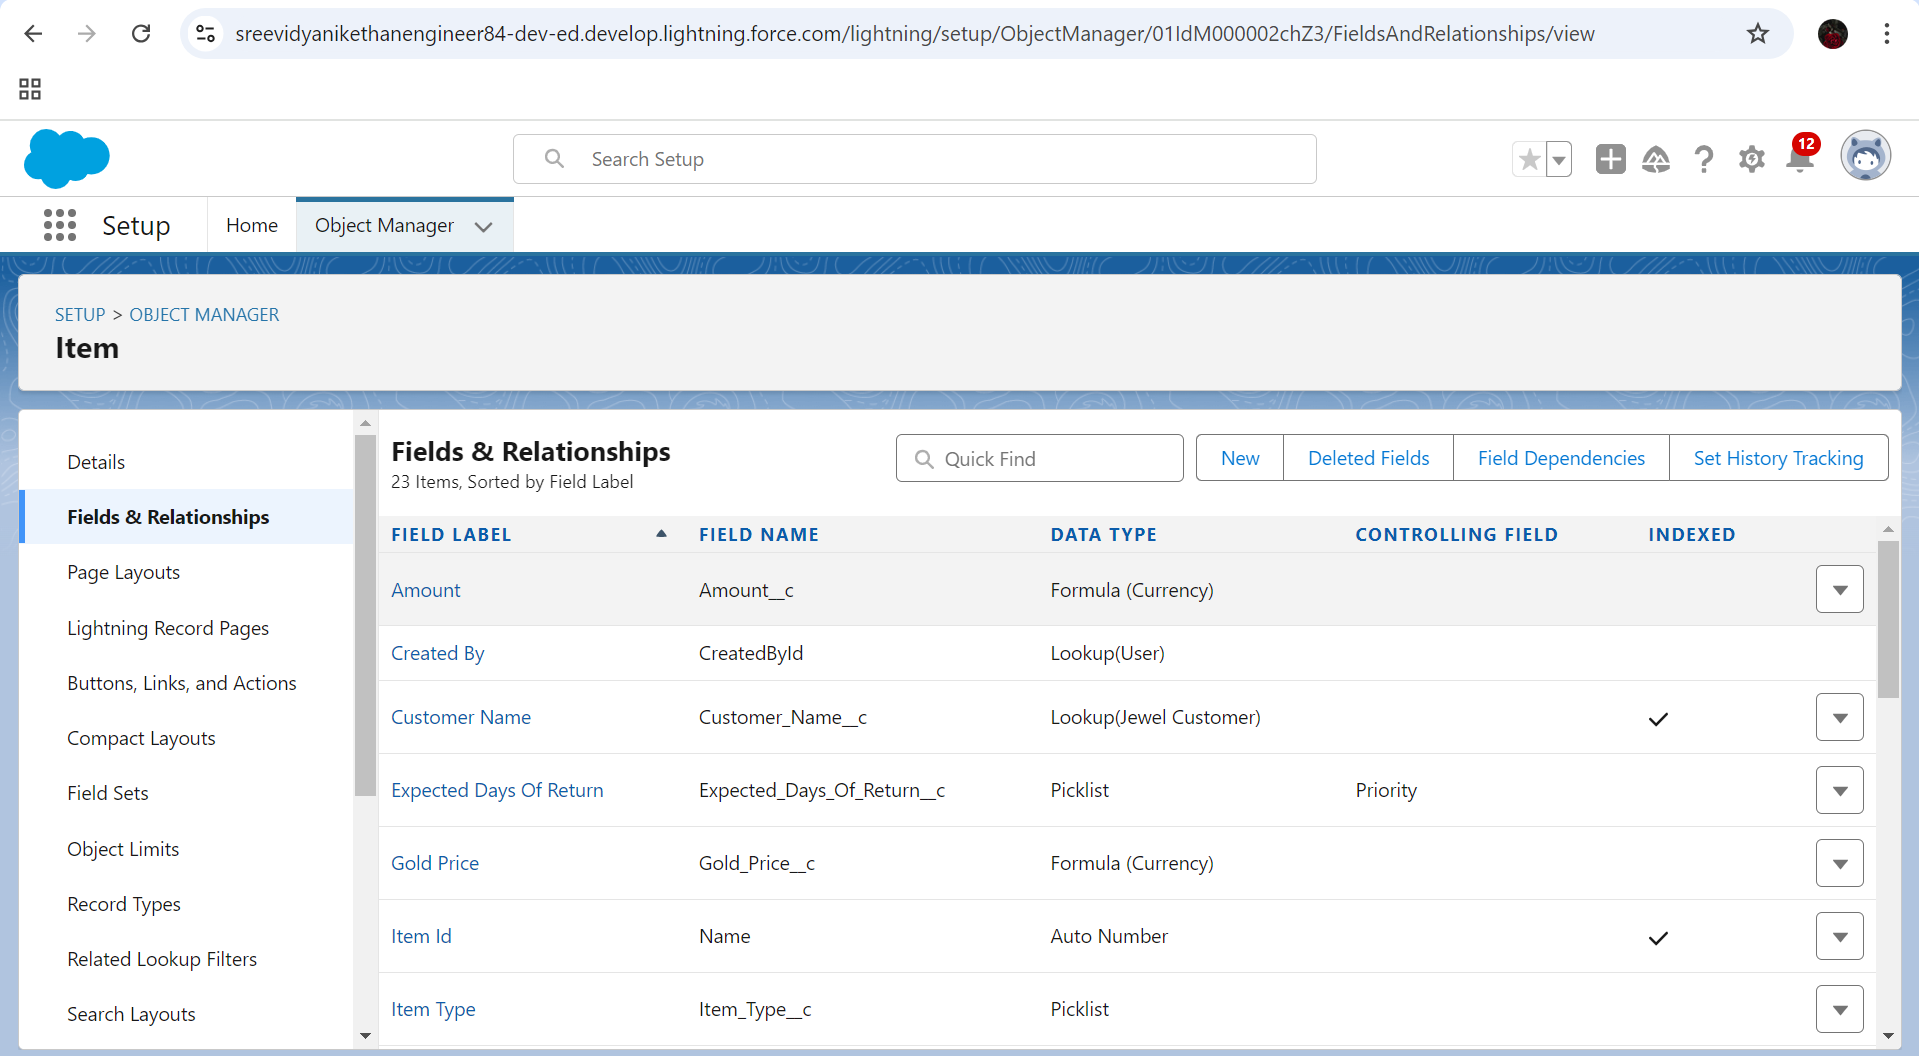 sreevidyanikethanengineer84-dev-ed.develop.lightning.force.com/lightning/setup/ObjectManager/01IdM000002chZ3/FieldsAndRelationships/view
Search Setup
12
Setup
Home
Object Manager
SETUP > OBJECT MANAGER
Item
Details
Fields & Relationships
Page Layouts
Lightning Record Pages
Buttons, Links, and Actions
Compact Layouts
Field Sets
Object Limits
Record Types
Related Lookup Filters
Search Layouts
Fields & Relationships
23 Items, Sorted by Field Label
Quick Find
New
Deleted Fields
Field Dependencies
Set History Tracking
FIELD LABEL FIELD NAME DATA TYPE CONTROLLING FIELD INDEXED
Amount Amount__c Formula (Currency)
Created By CreatedById Lookup(User)
Customer Name Customer_Name__c Lookup(Jewel Customer)
Expected Days Of Return Expected_Days_Of_Return__c Picklist Priority
Gold Price Gold_Price__c Formula (Currency)
Item Id Name Auto Number
Item Type Item_Type__c Picklist